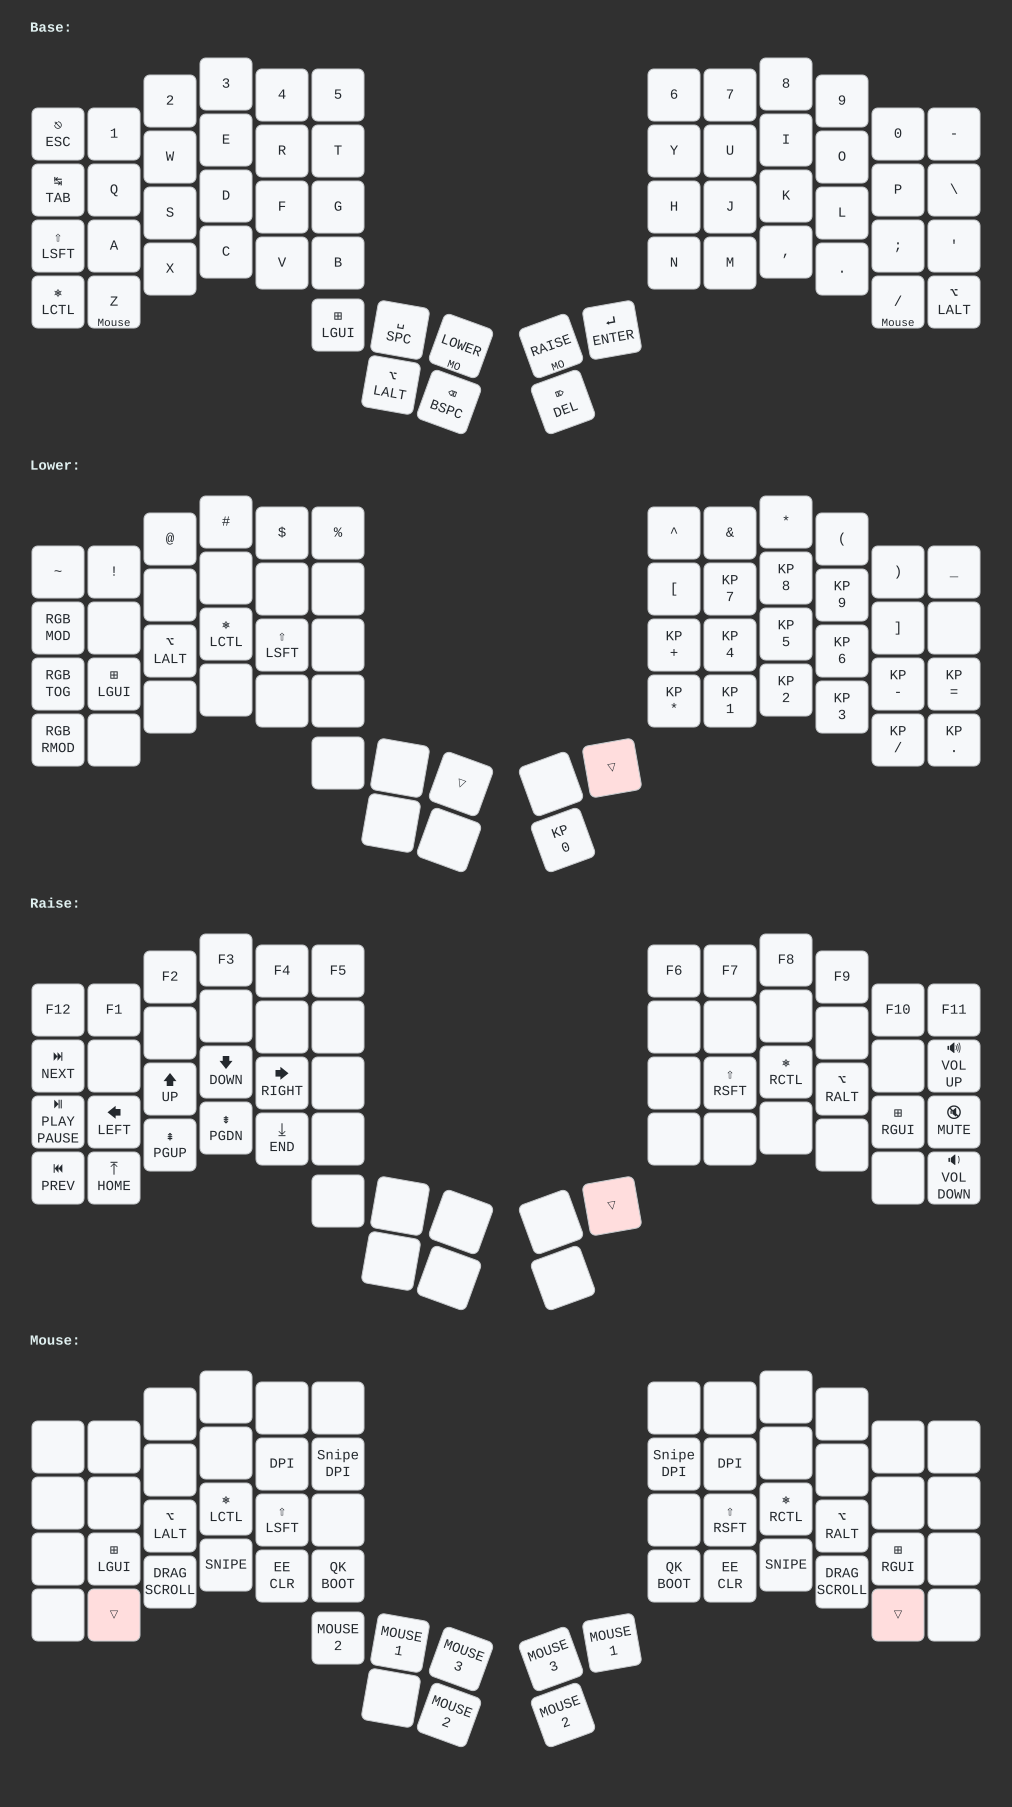 Base:
3
8
4
5
6
7
2
9
ESC
1
0
-
E
I
R
T
Y
U
W
O
TAB
Q
P
\
D
K
F
G
H
J
S
L
LSFT
A
;
'
C
,
V
B
N
M
X
.
LCTL
Z
Mouse
/
Mouse
LALT
LGUI
SPC
LOWER
MO
RAISE
MO
ENTER
LALT
BSPC
DEL
Lower:
#
*
$
%
^
&
@
(
~
!
)
_
KP
8
[
KP
7
KP
9
RGB
MOD
]
LCTL
KP
5
LSFT
KP
+
KP
4
LALT
KP
6
RGB
TOG
LGUI
KP
-
KP
=
KP
2
KP
*
KP
1
KP
3
RGB
RMOD
KP
/
KP
.
▽
▽
KP
0
Raise:
F3
F8
F4
F5
F6
F7
F2
F9
F12
F1
F10
F11
NEXT
VOL
UP
DOWN
RCTL
RIGHT
RSFT
UP
RALT
PLAY
PAUSE
LEFT
RGUI
MUTE
PGDN
END
PGUP
PREV
HOME
VOL
DOWN
▽
Mouse:
DPI
Snipe
DPI
Snipe
DPI
DPI
LCTL
RCTL
LSFT
RSFT
LALT
RALT
LGUI
RGUI
SNIPE
SNIPE
EE
CLR
QK
BOOT
QK
BOOT
EE
CLR
DRAG
SCROLL
DRAG
SCROLL
▽
▽
MOUSE
2
MOUSE
1
MOUSE
3
MOUSE
3
MOUSE
1
MOUSE
2
MOUSE
2